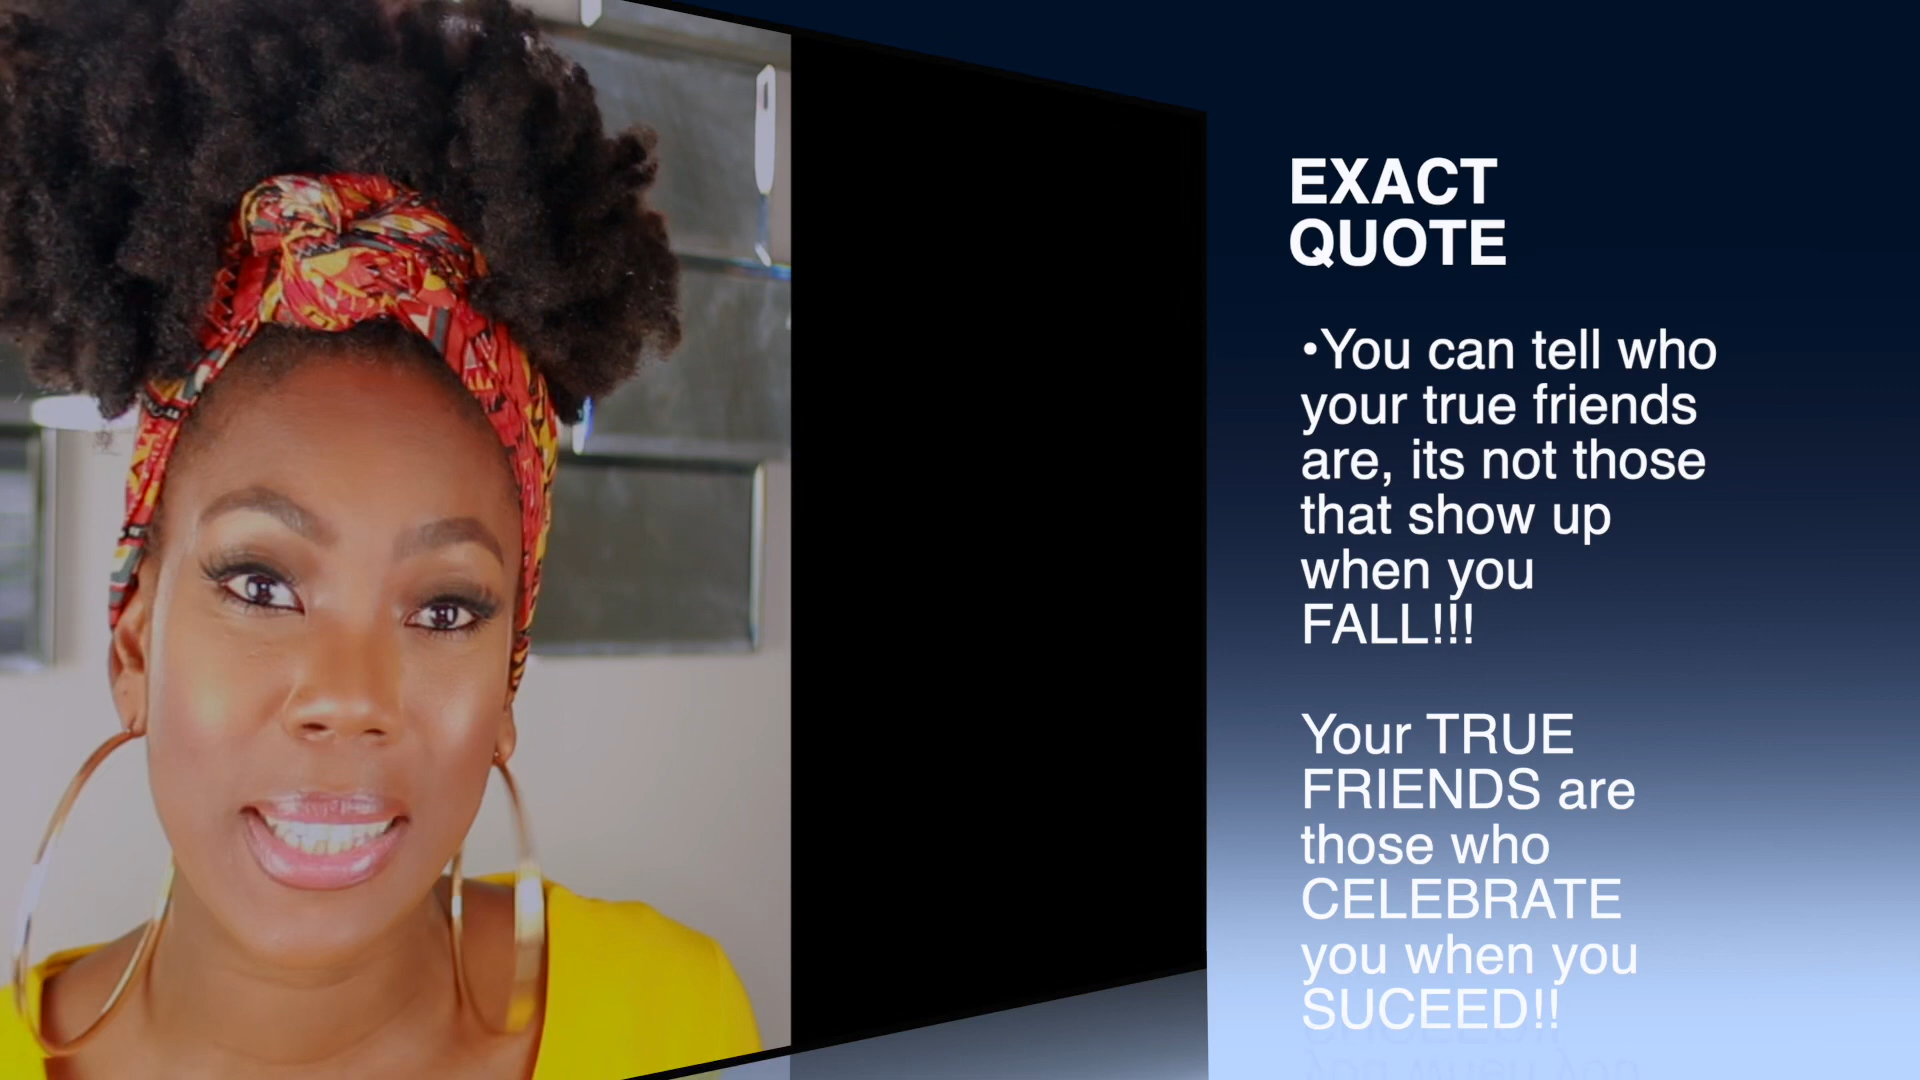 EXACT
QUOTE
•You can tell who
your true friends
are, its not those
that show up
when you
FALL!!!
Your TRUE
FRIENDS are
those who
CELEBRATE
you when you
SUCEED!!